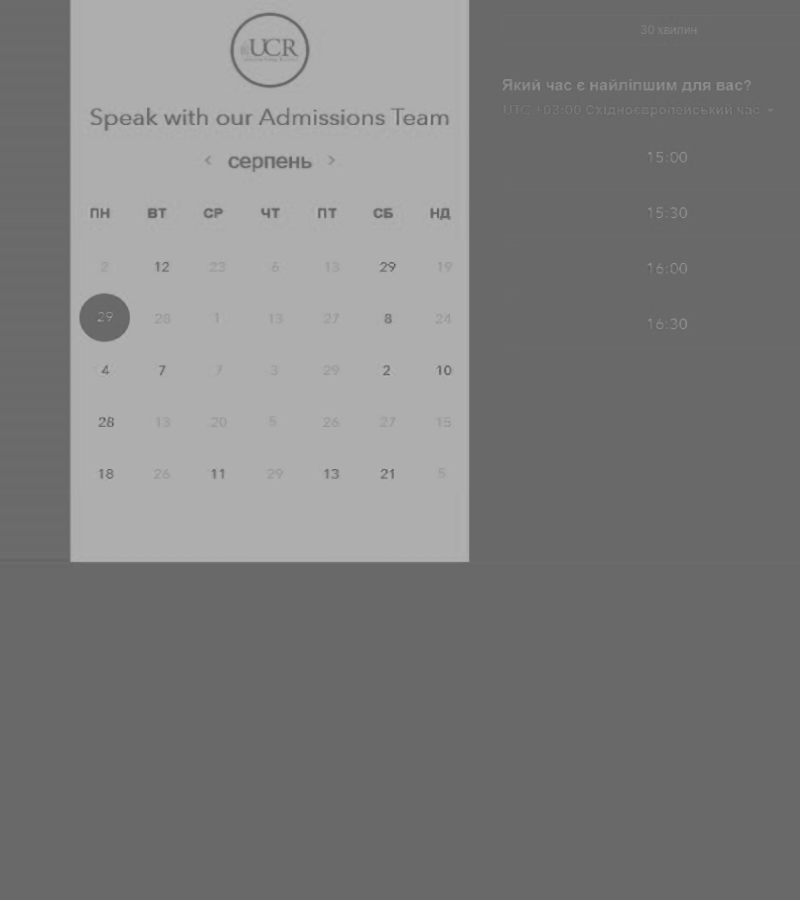 UCR
Speak with our Admissions Team
< серпень >
ПН ВТ СР ЧТ ПТ СБ НД
2 12 23 6 13 29 19
29 28 1 13 27 8 24
4 7 7 3 29 2 10
28 13 20 5 26 27 15
18 26 11 29 13 21 5
30 хвилин
Який час є найліпшим для вас?
UTC +03:00 Східноєвропейський час
15:00
15:30
16:00
16:30